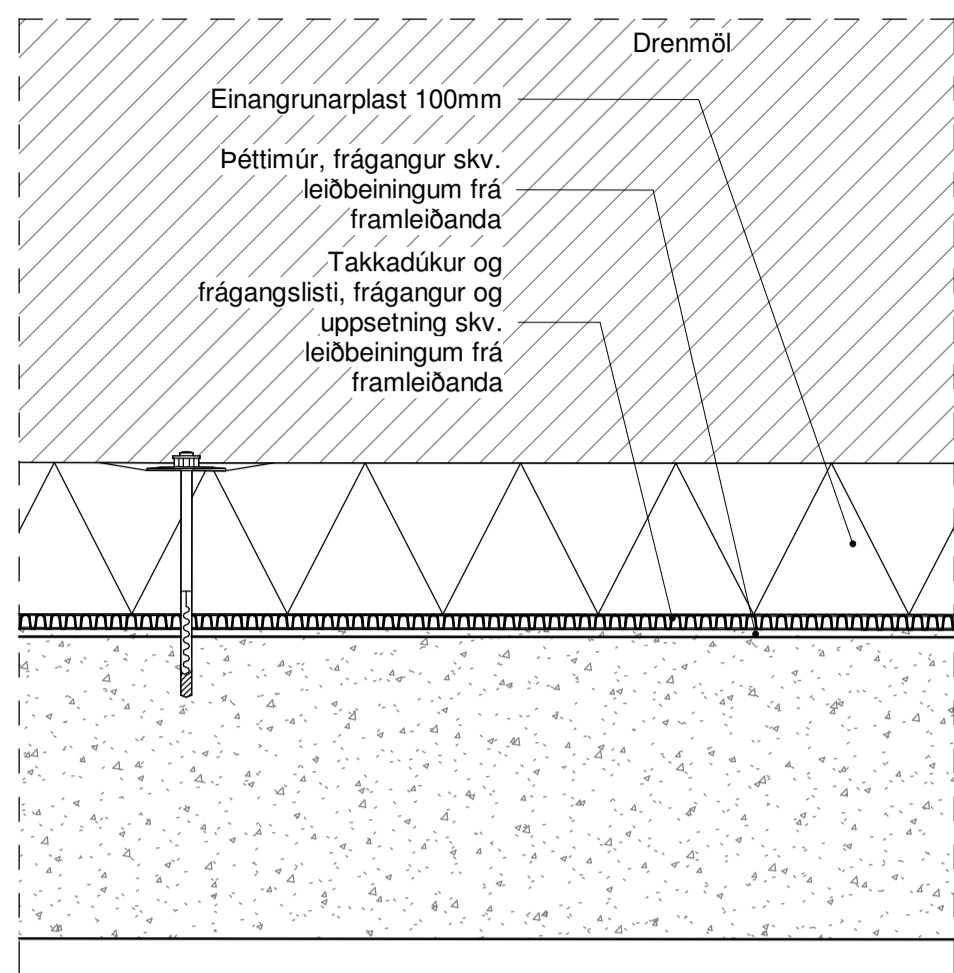 Drenmöl
Einangrunarplast 100mm
Þéttimúr, frágangur skv.
leiðbeiningum frá
framleiðanda
Takkadúkur og
frágangslisti, frágangur og
uppsetning skv.
leiðbeiningum frá
framleiðanda